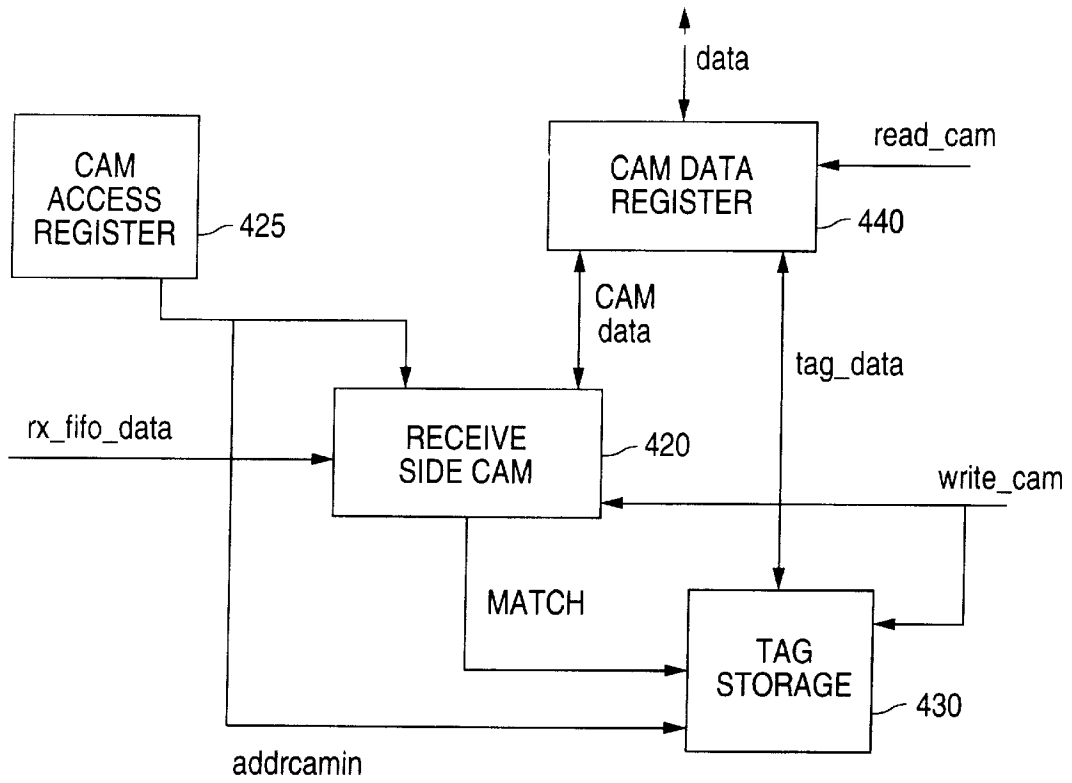 data
CAM
ACCESS
REGISTER
425
CAM DATA
REGISTER
read_cam
440
CAM
data
tag_data
rx_fifo_data
RECEIVE
SIDE CAM
420
write_cam
MATCH
TAG
STORAGE
430
addrcamin